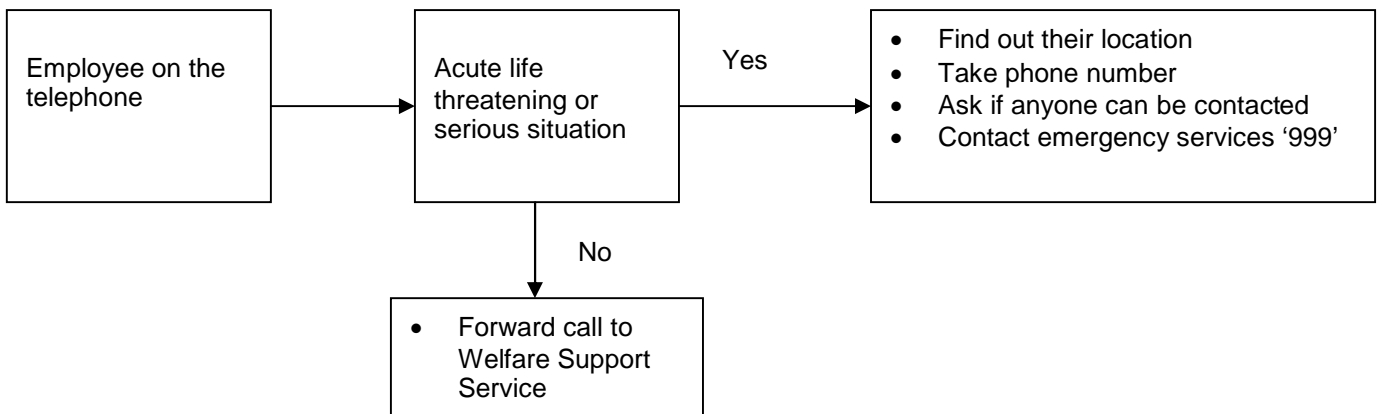 Employee on the
telephone
Acute life
threatening or
serious situation
Yes
• Find out their location
• Take phone number
• Ask if anyone can be contacted
• Contact emergency services ‘999’
No
• Forward call to
Welfare Support
Service